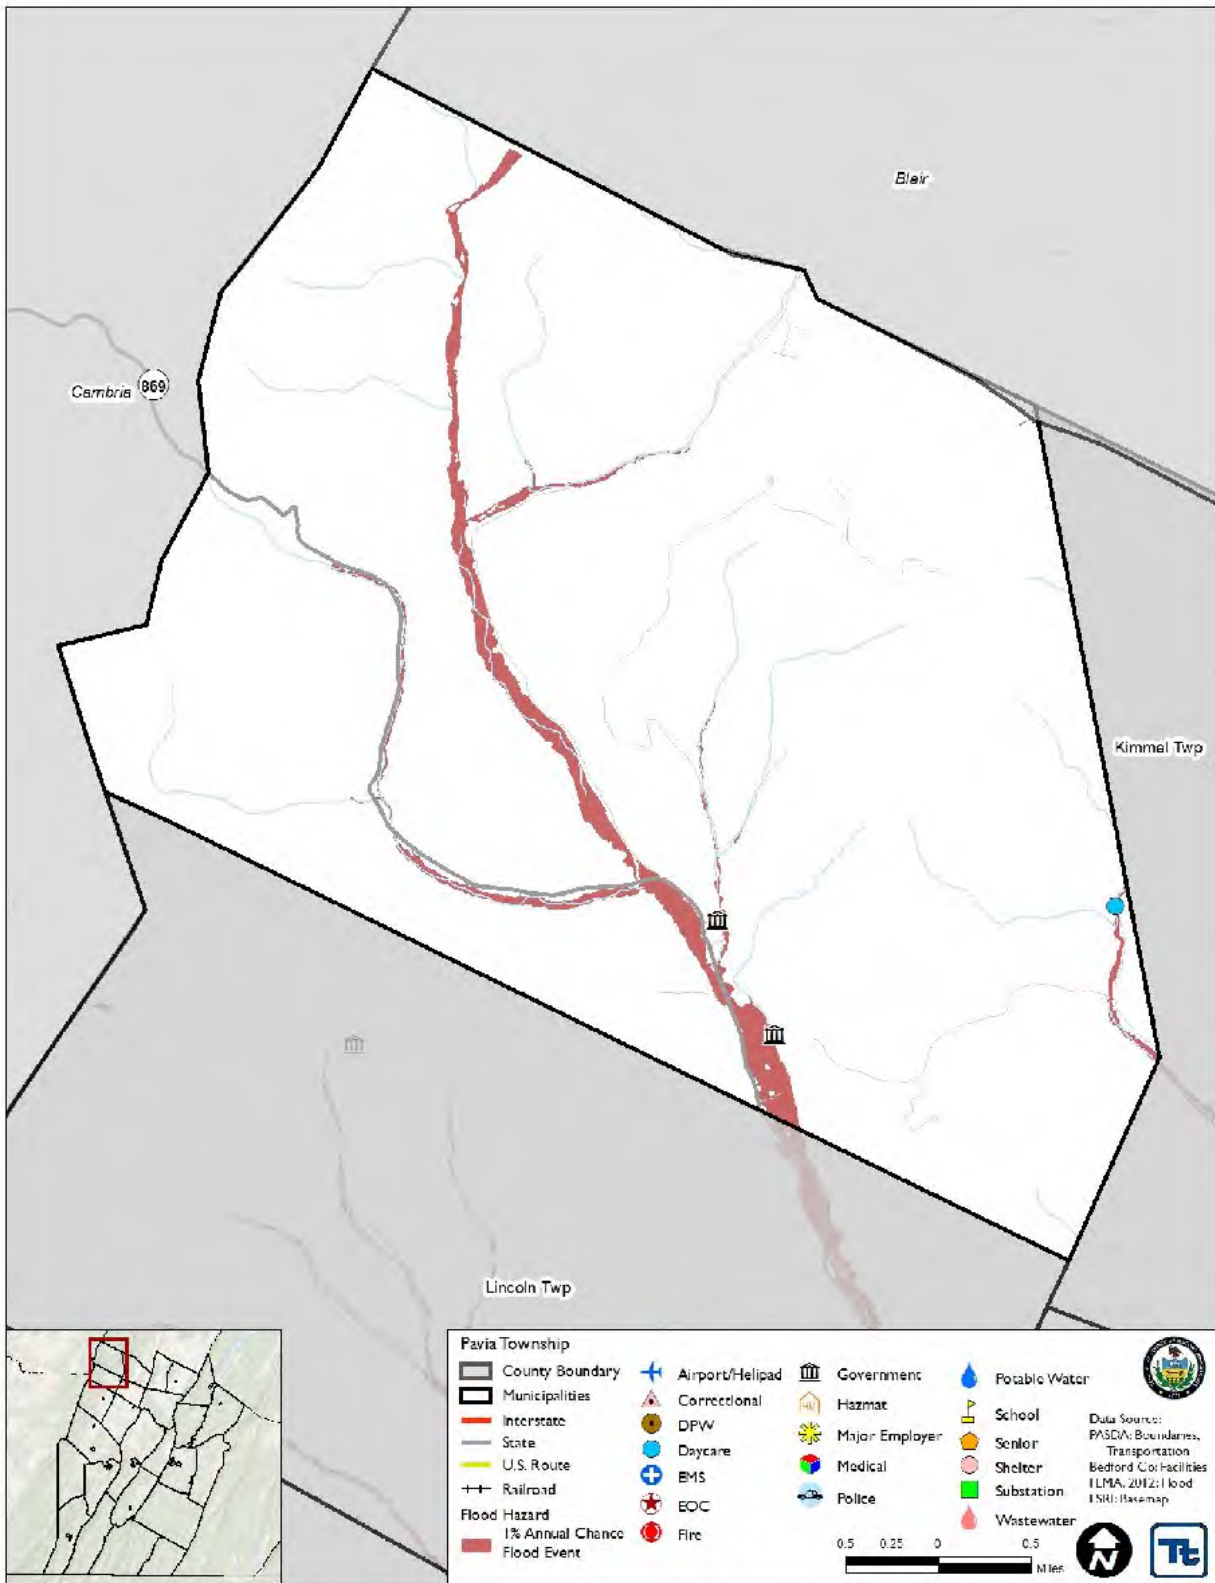 Blair
Cambria
869
Kimmel Twp
Lincoln Twp
Pavia Township
County Boundary
Municipalities
Interstate
State
U.S. Route
Railroad
Flood Hazard
1% Annual Chance
Flood Event
Airport/Helipad
Correctional
DPW
Daycare
EMS
EOC
Fire
Government
Hazmat
Major Employer
Medical
Police
Potable Water
School
Senior
Shelter
Substation
Wastewater
Data Source:
PASDA: Boundaries,
Transportation
Bedford Co: Facilities
FEMA, 2012: Flood
ESRI: Basemap
0.5 0.25 0 0.5
Miles
N
Tt